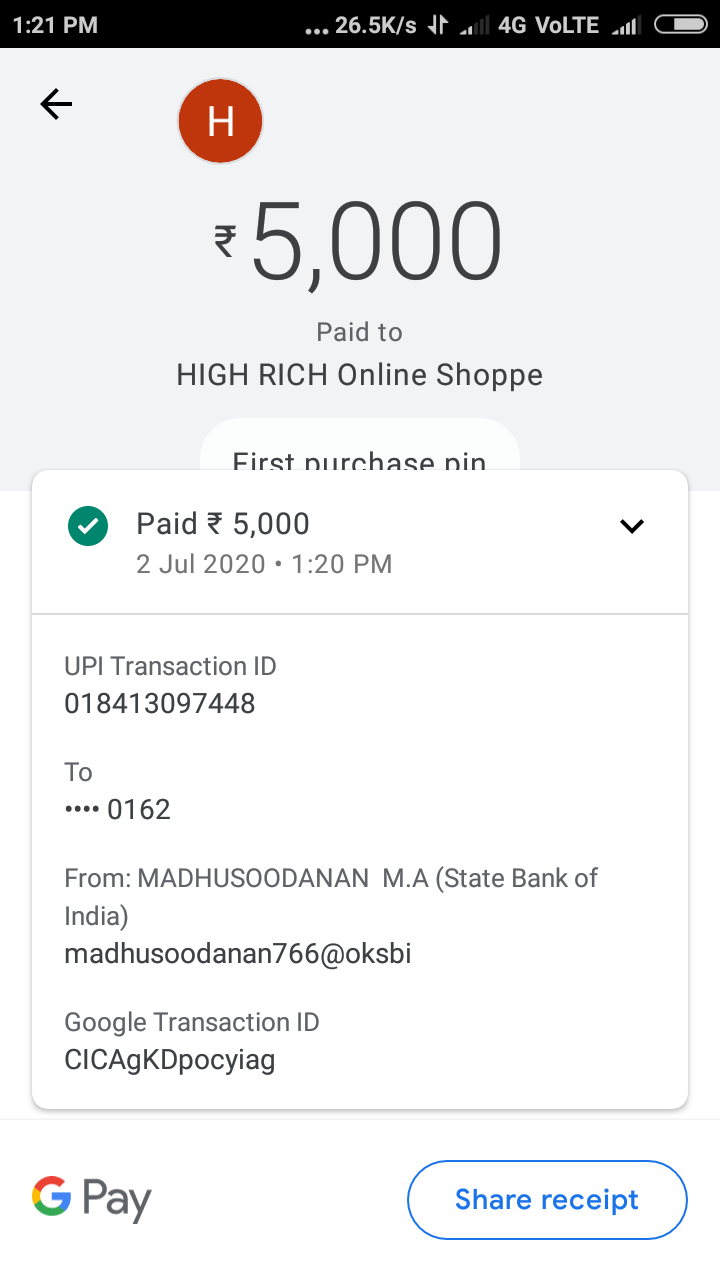 1:21 PM ... 26.5K/s 4G VoLTE
H
₹5,000
Paid to
HIGH RICH Online Shoppe
First purchase pin
Paid ₹ 5,000
2 Jul 2020 • 1:20 PM
UPI Transaction ID
018413097448
To
•••• 0162
From: MADHUSOODANAN  M.A (State Bank of
India)
madhusoodanan766@oksbi
Google Transaction ID
CICAgKDpocyiag
G Pay
Share receipt